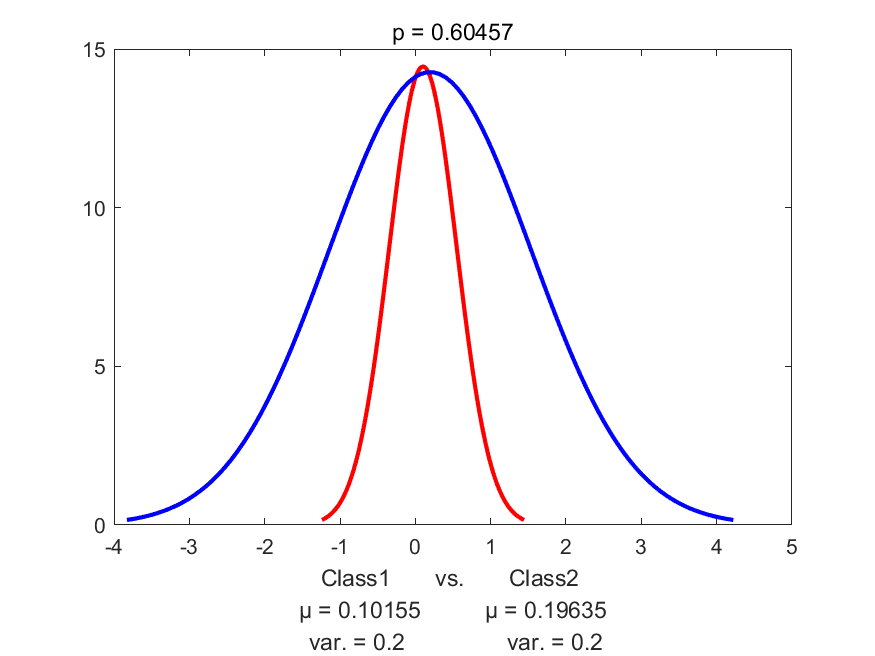 p = 0.60457
15
10
5
0
-4 -3 -2 -1 0 1 2 3 4 5
Class1 vs. Class2
μ = 0.10155 μ = 0.19635
var. = 0.2 var. = 0.2